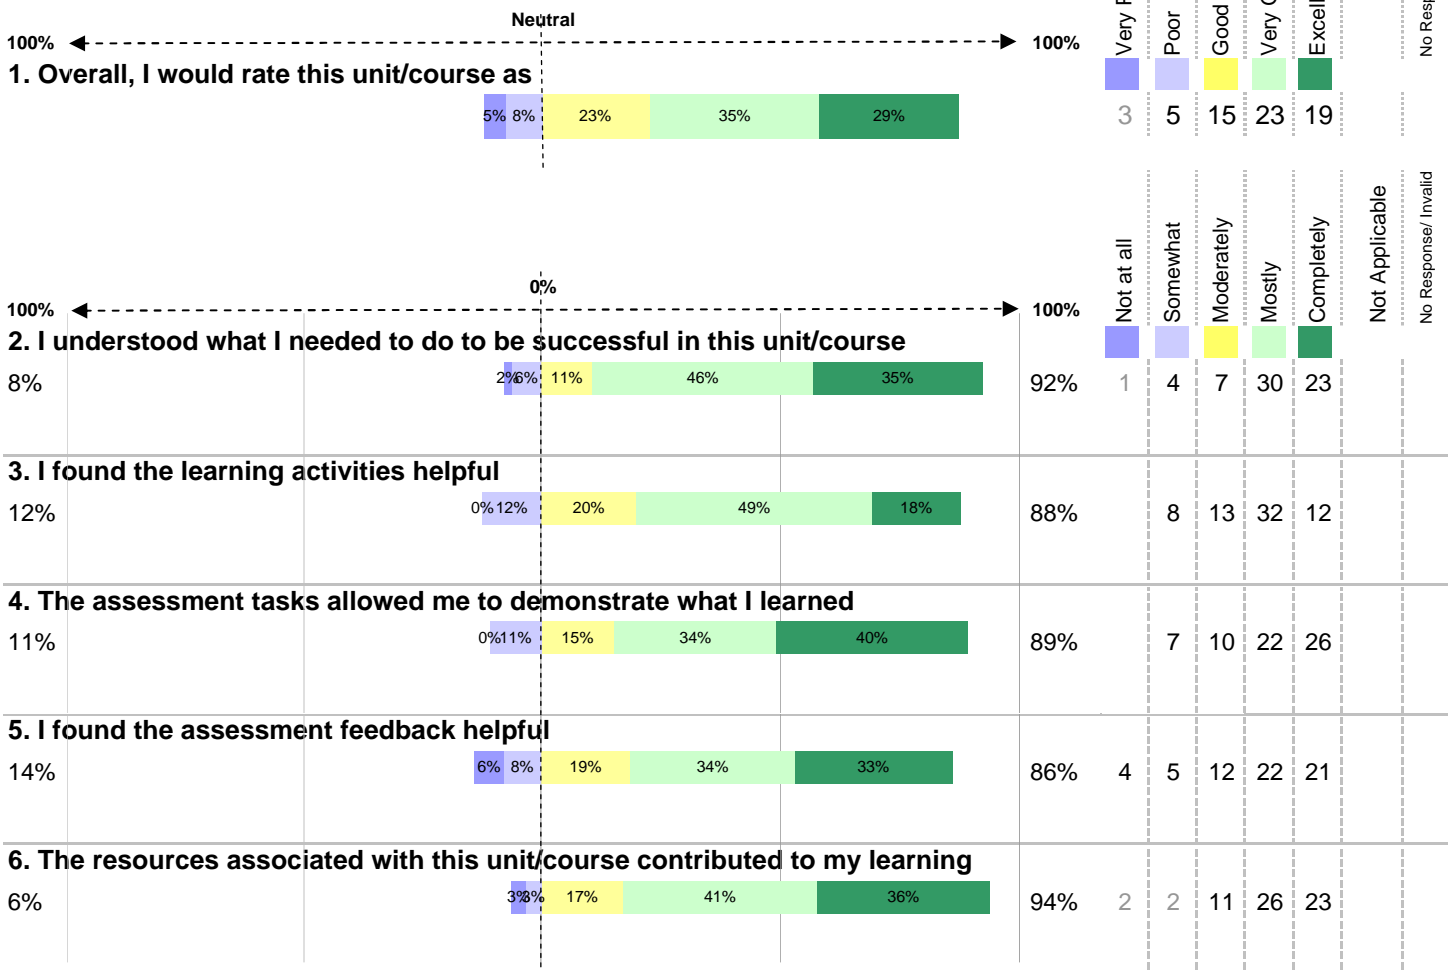 Neutral
100% 100%
Poor
Good
No Resp
1. Overall, I would rate this unit/course as
5% 8% 23% 35% 29% 3 5 15 23 19
Not at all
Somewhat
Moderately
Mostly
Completely
Not Applicable
No Response/ Invalid
0%
100% 100%
2. I understood what I needed to do to be successful in this unit/course
8% 2% 6% 11% 46% 35% 92% 1 4 7 30 23
3. I found the learning activities helpful
12% 0% 12% 20% 49% 18% 88% 8 13 32 12
4. The assessment tasks allowed me to demonstrate what I learned
11% 0% 11% 15% 34% 40% 89% 7 10 22 26
5. I found the assessment feedback helpful
14% 6% 8% 19% 34% 33% 86% 4 5 12 22 21
6. The resources associated with this unit/course contributed to my learning
6% 3% 3% 17% 41% 36% 94% 2 2 11 26 23